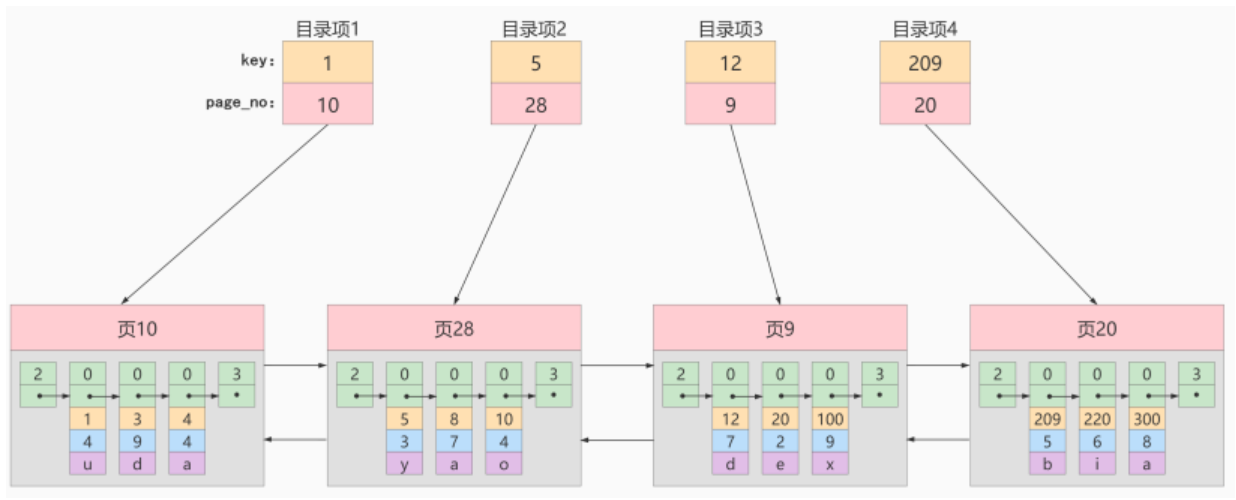 目录项1 目录项2 目录项3 目录项4
key: 1 5 12 209
page_no: 10 28 9 20
页10 页28 页9 页20
2 0 0 0 3 2 0 0 0 3 2 0 0 0 3 2 0 0 0 3
1 3 4 5 8 10 12 20 100 209 220 300
4 9 4 3 7 4 7 2 9 5 6 8
u d a y a o d e x b i a